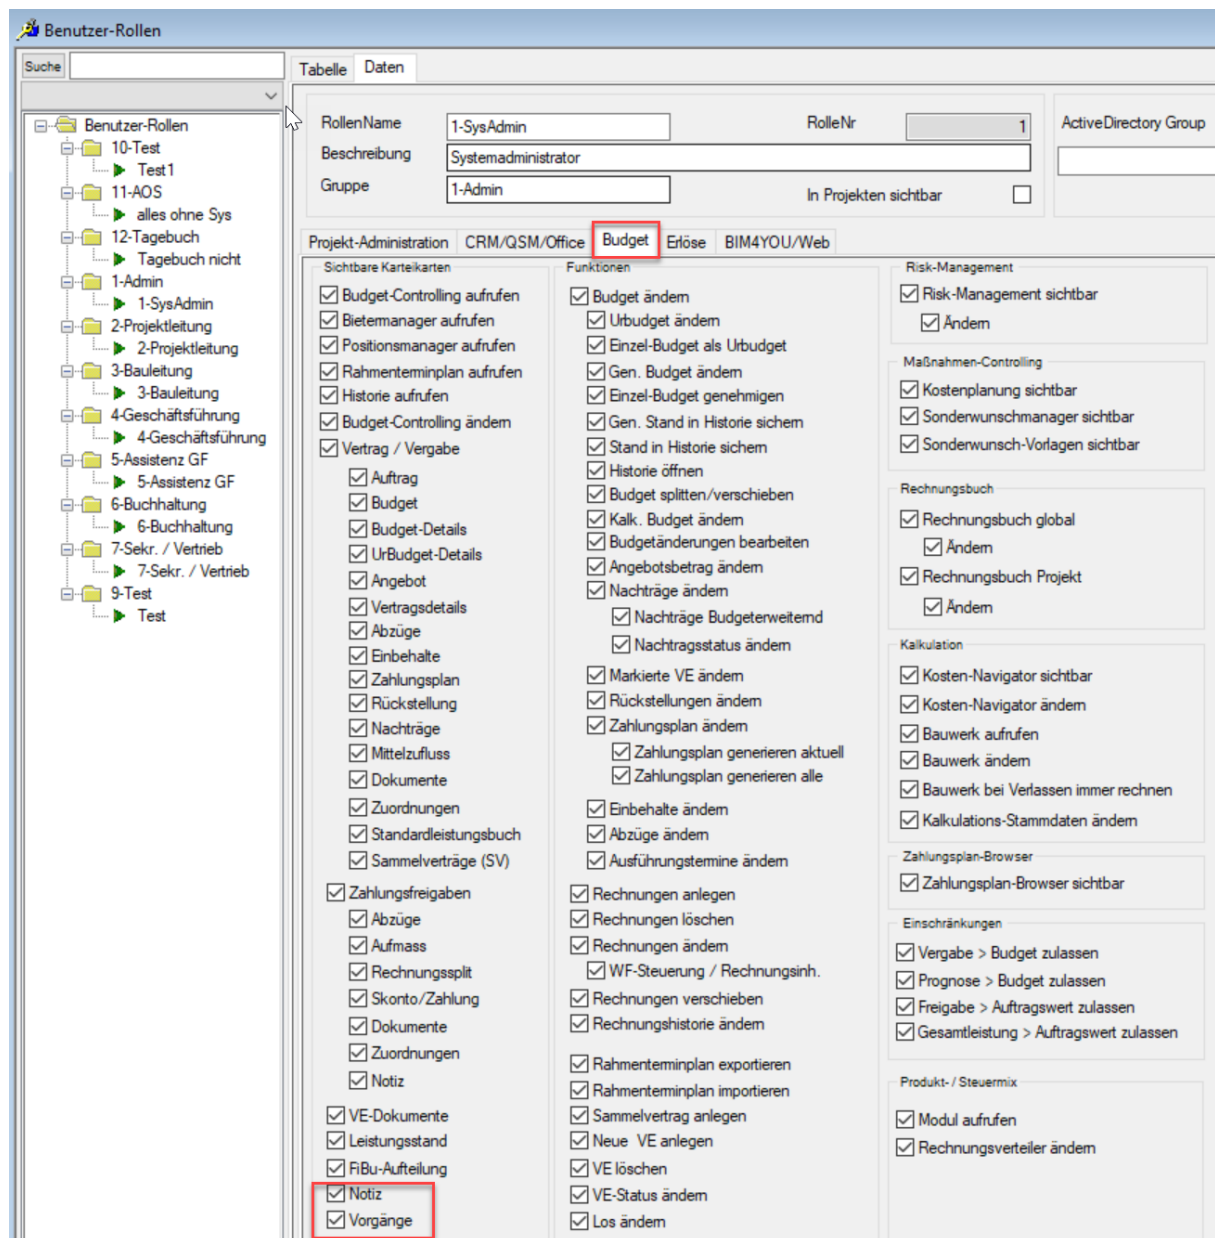 Benutzer-Rollen
Suche
Tabelle Daten
Benutzer-Rollen
10-Test
Test1
11-AOS
alles ohne Sys
12-Tagebuch
Tagebuch nicht
1-Admin
1-SysAdmin
2-Projektleitung
2-Projektleitung
3-Bauleitung
3-Bauleitung
4-Geschäftsführung
4-Geschäftsführung
5-Assistenz GF
5-Assistenz GF
6-Buchhaltung
6-Buchhaltung
7-Sekr. / Vertrieb
7-Sekr. / Vertrieb
9-Test
Test
RollenName 1-SysAdmin RolleNr 1
Beschreibung Systemadministrator
Gruppe 1-Admin In Projekten sichtbar
ActiveDirectory Group
Projekt-Administration CRM/QSM/Office Budget Erlöse BIM4YOU/Web
Sichtbare Karteikarten
Budget-Controlling aufrufen
Bietermanager aufrufen
Positionsmanager aufrufen
Rahmenterminplan aufrufen
Historie aufrufen
Budget-Controlling ändern
Vertrag / Vergabe
Auftrag
Budget
Budget-Details
UrBudget-Details
Angebot
Vertragsdetails
Abzüge
Einbehalte
Zahlungsplan
Rückstellung
Nachträge
Mittelzufluss
Dokumente
Zuordnungen
Standardleistungsbuch
Sammelverträge (SV)
Zahlungsfreigaben
Abzüge
Aufmass
Rechnungssplit
Skonto/Zahlung
Dokumente
Zuordnungen
Notiz
VE-Dokumente
Leistungsstand
FiBu-Aufteilung
Notiz
Vorgänge
Funktionen
Budget ändern
Urbudget ändern
Einzel-Budget als Urbudget
Gen. Budget ändern
Einzel-Budget genehmigen
Gen. Stand in Historie sichern
Stand in Historie sichern
Historie öffnen
Budget splitten/verschieben
Kalk. Budget ändern
Budgetänderungen bearbeiten
Angebotsbetrag ändern
Nachträge ändern
Nachträge Budgeterweiternd
Nachtragsstatus ändern
Markierte VE ändern
Rückstellungen ändern
Zahlungsplan ändern
Zahlungsplan generieren aktuell
Zahlungsplan generieren alle
Einbehalte ändern
Abzüge ändern
Ausführungstermine ändern
Rechnungen anlegen
Rechnungen löschen
Rechnungen ändern
WF-Steuerung / Rechnungsinh.
Rechnungen verschieben
Rechnungshistorie ändern
Rahmenterminplan exportieren
Rahmenterminplan importieren
Sammelvertrag anlegen
Neue VE anlegen
VE löschen
VE-Status ändern
Los ändern
Risk-Management
Risk-Management sichtbar
Ändern
Maßnahmen-Controlling
Kostenplanung sichtbar
Sonderwunschmanager sichtbar
Sonderwunsch-Vorlagen sichtbar
Rechnungsbuch
Rechnungsbuch global
Ändern
Rechnungsbuch Projekt
Ändern
Kalkulation
Kosten-Navigator sichtbar
Kosten-Navigator ändern
Bauwerk aufrufen
Bauwerk ändern
Bauwerk bei Verlassen immer rechnen
Kalkulations-Stammdaten ändern
Zahlungsplan-Browser
Zahlungsplan-Browser sichtbar
Einschränkungen
Vergabe > Budget zulassen
Prognose > Budget zulassen
Freigabe > Auftragswert zulassen
Gesamtleistung > Auftragswert zulassen
Produkt- / Steuermix
Modul aufrufen
Rechnungsverteiler ändern